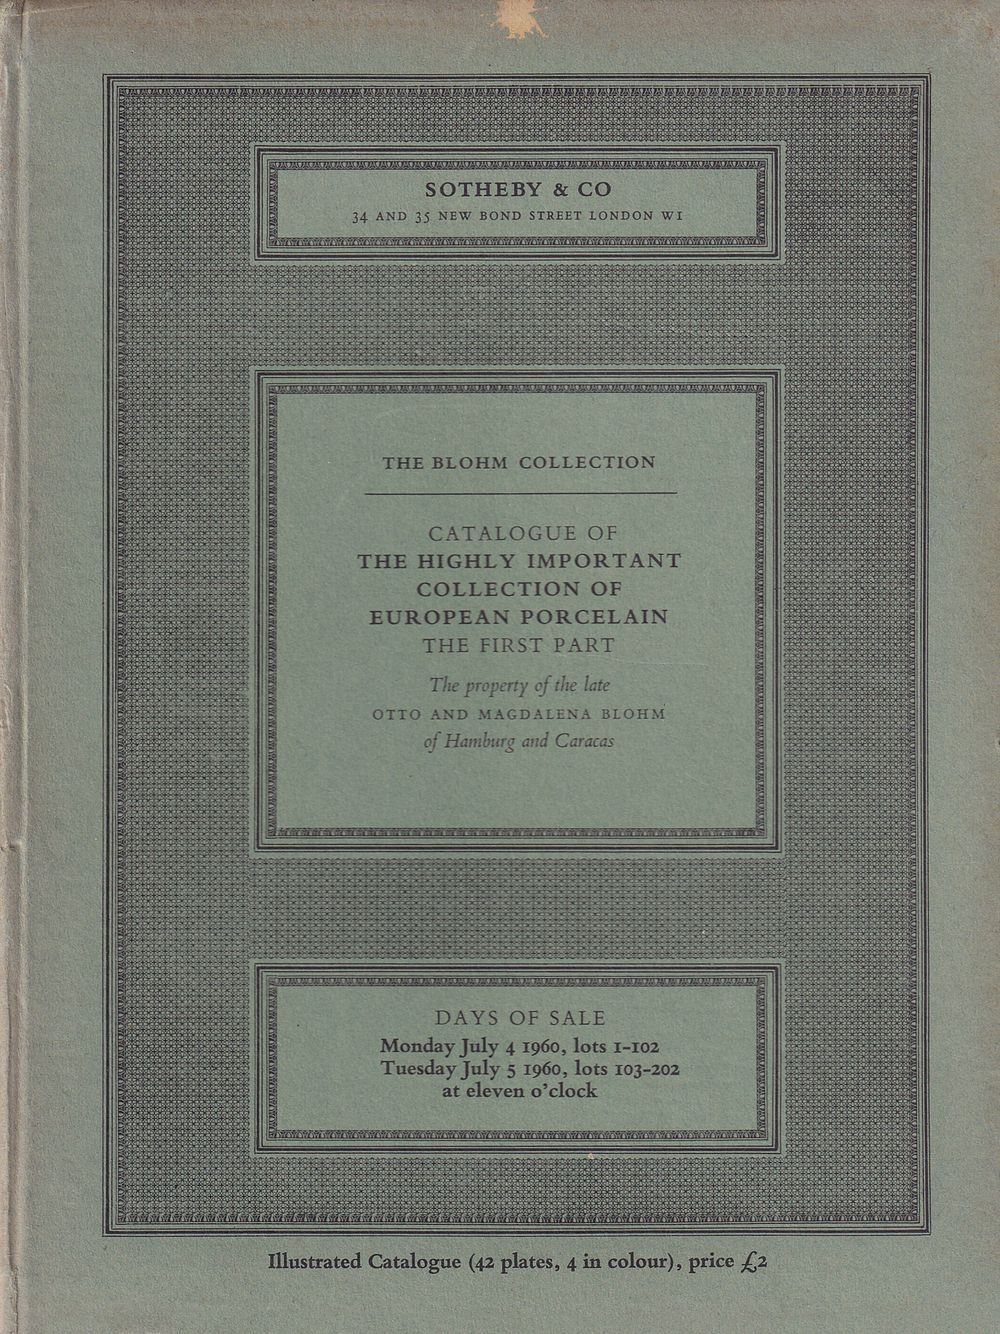 SOTHEBY & CO
34 AND 35 NEW BOND STREET LONDON W1
THE BLOHM COLLECTION
CATALOGUE OF
THE HIGHLY IMPORTANT
COLLECTION OF
EUROPEAN PORCELAIN
THE FIRST PART
The property of the late
OTTO AND MAGDALENA BLOHM
of Hamburg and Caracas
DAYS OF SALE
Monday July 4 1960, lots 1-102
Tuesday July 5 1960, lots 103-202
at eleven o'clock
Illustrated Catalogue (42 plates, 4 in colour), price £2